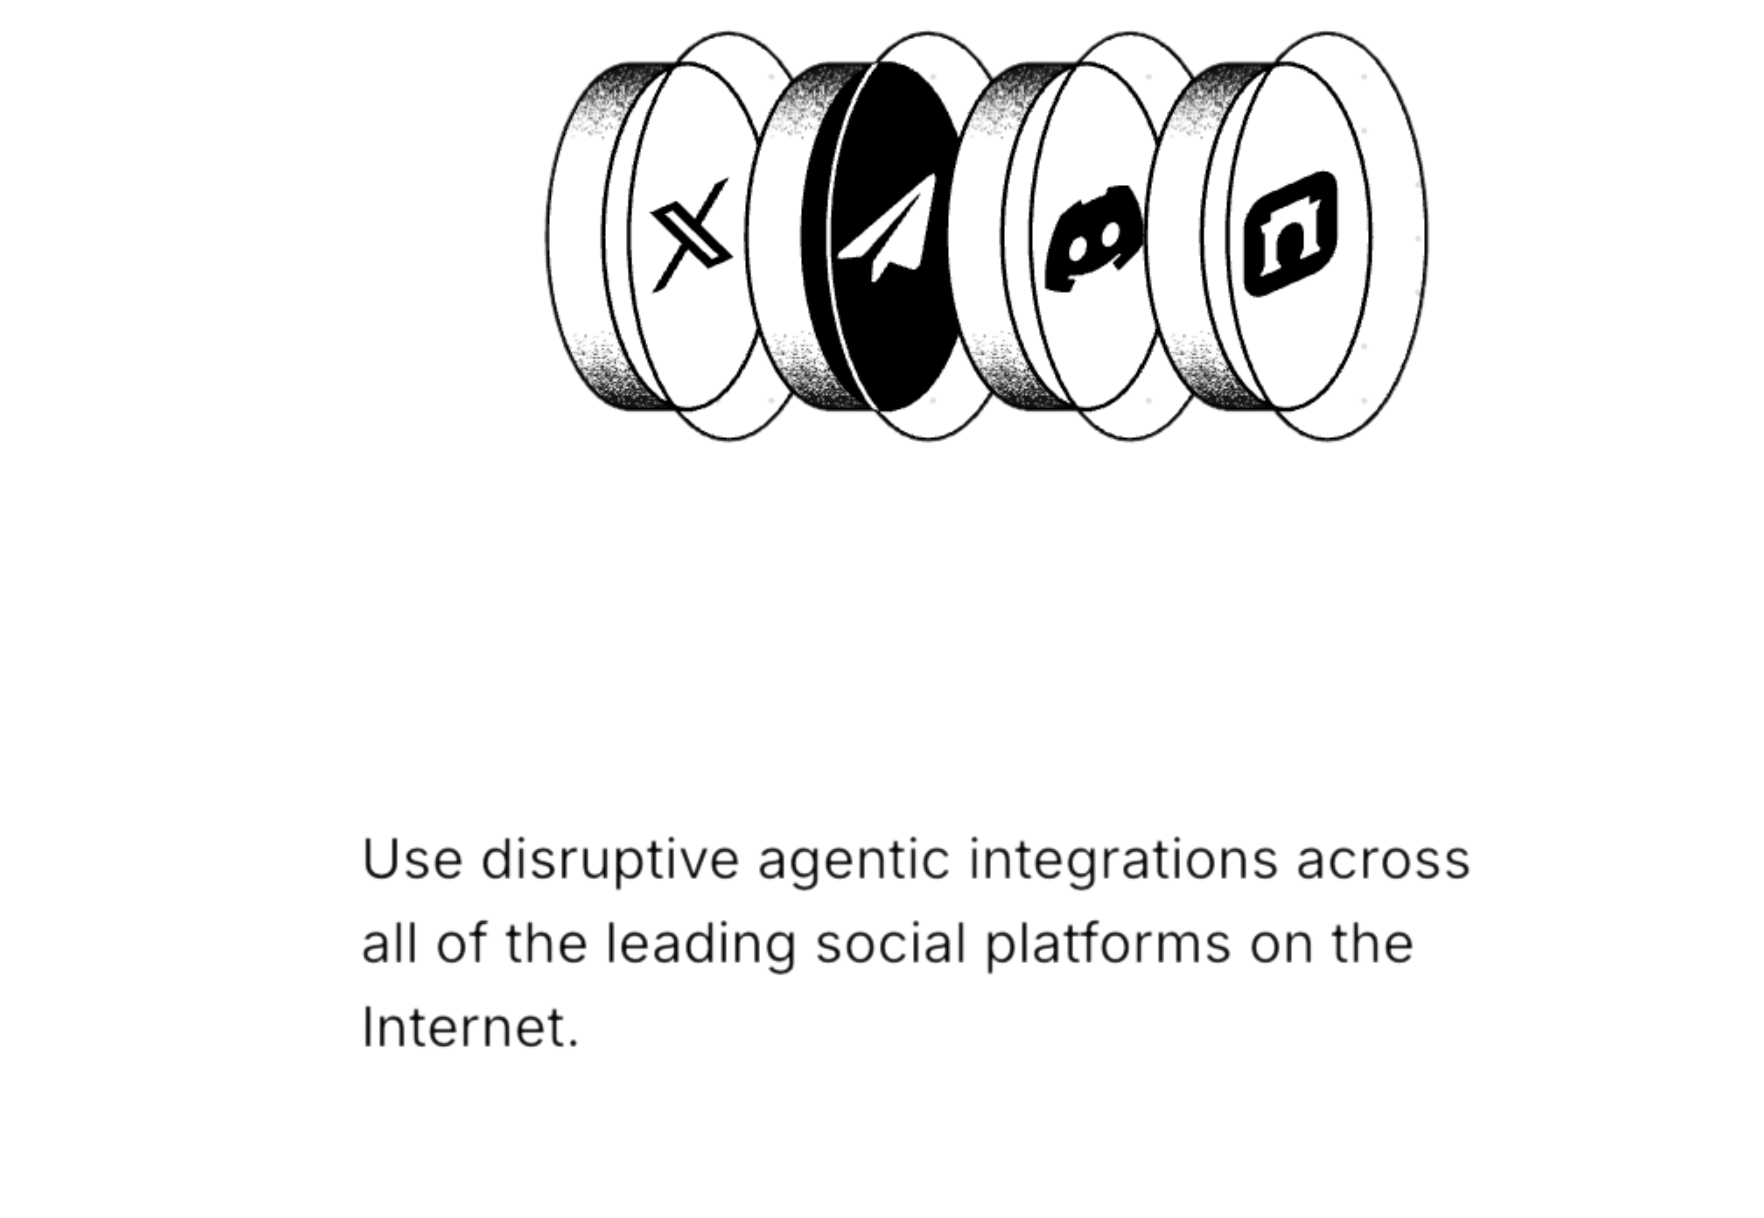 Use disruptive agentic integrations across
all of the leading social platforms on the
Internet.